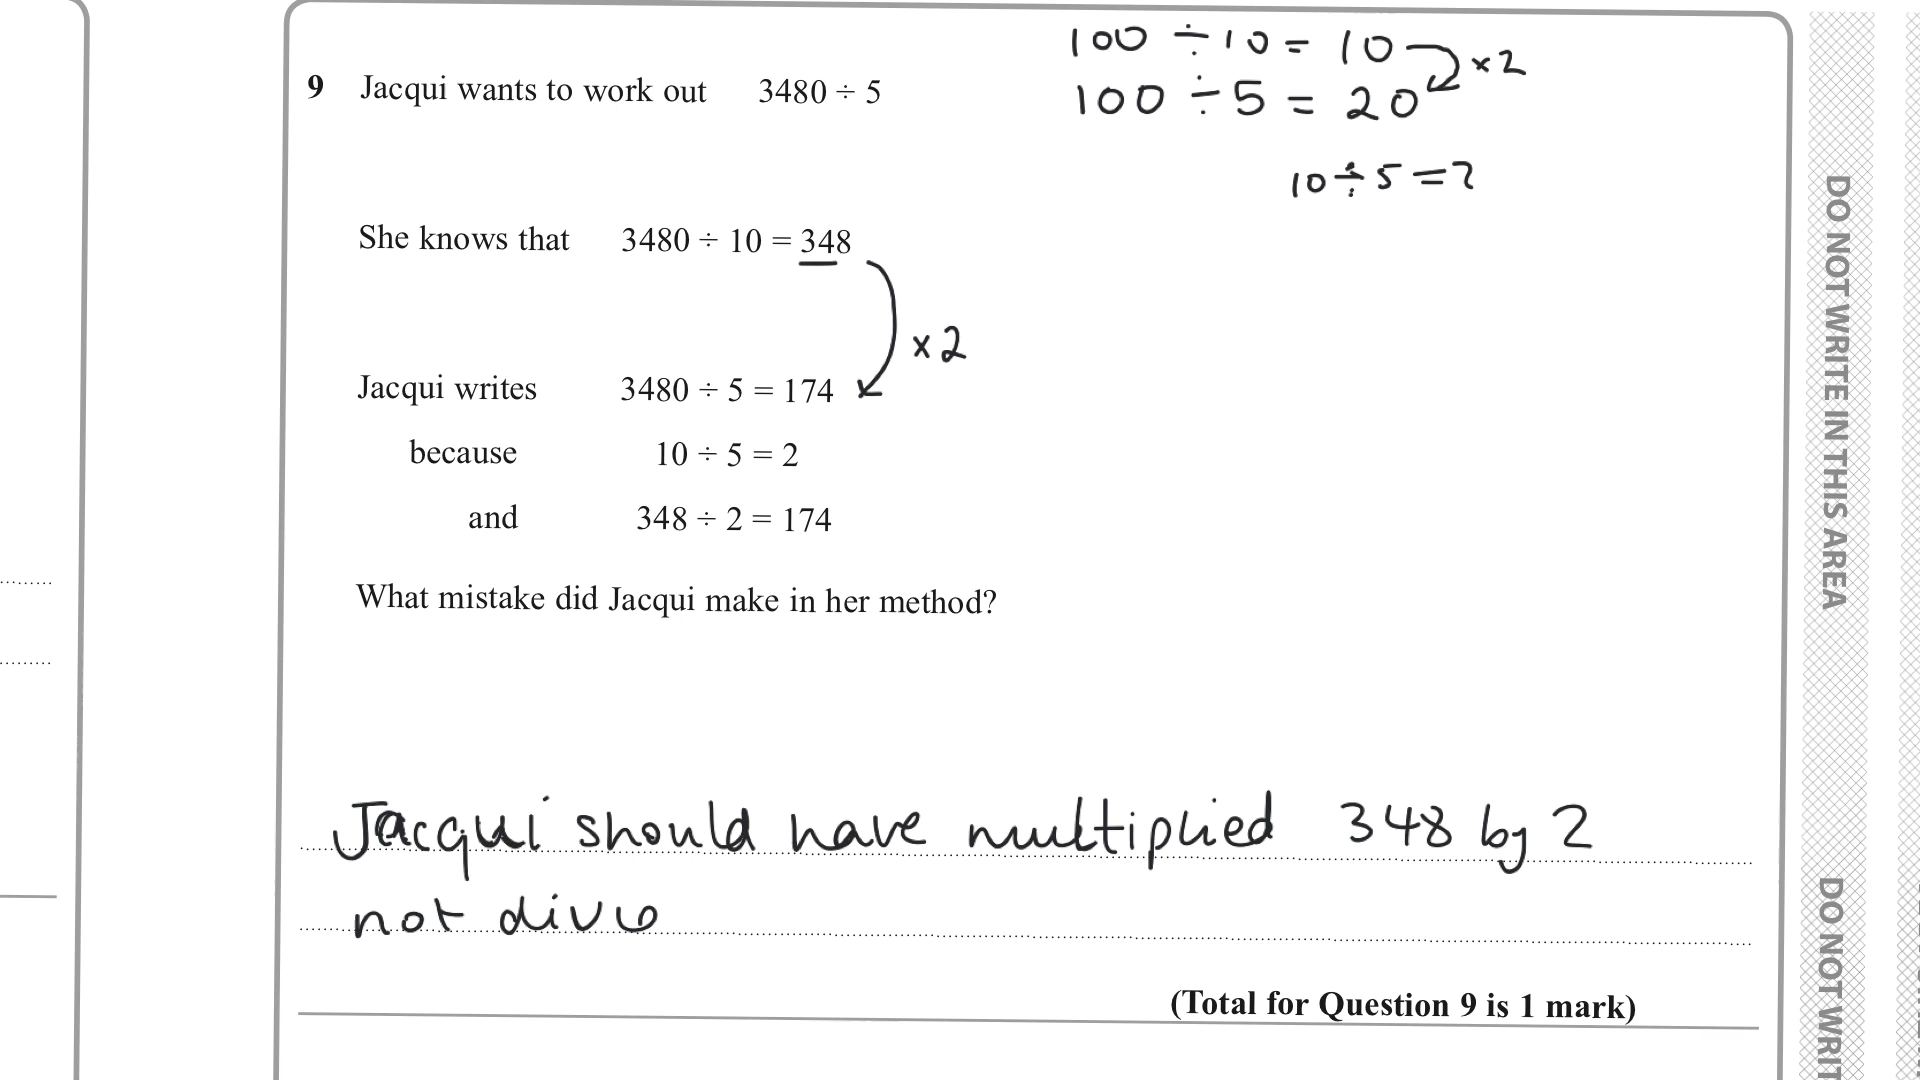 100 ÷ 10 = 10
× 2
100 ÷ 5 = 20
10 ÷ 5 = 2
9 Jacqui wants to work out 3480 ÷ 5
She knows that 3480 ÷ 10 = 348
× 2
Jacqui writes 3480 ÷ 5 = 174
because 10 ÷ 5 = 2
and 348 ÷ 2 = 174
What mistake did Jacqui make in her method?
Jacqui should have multiplied 348 by 2
not
(Total for Question 9 is 1 mark)
DO NOT WRITE IN THIS AREA
DO NOT WRIT